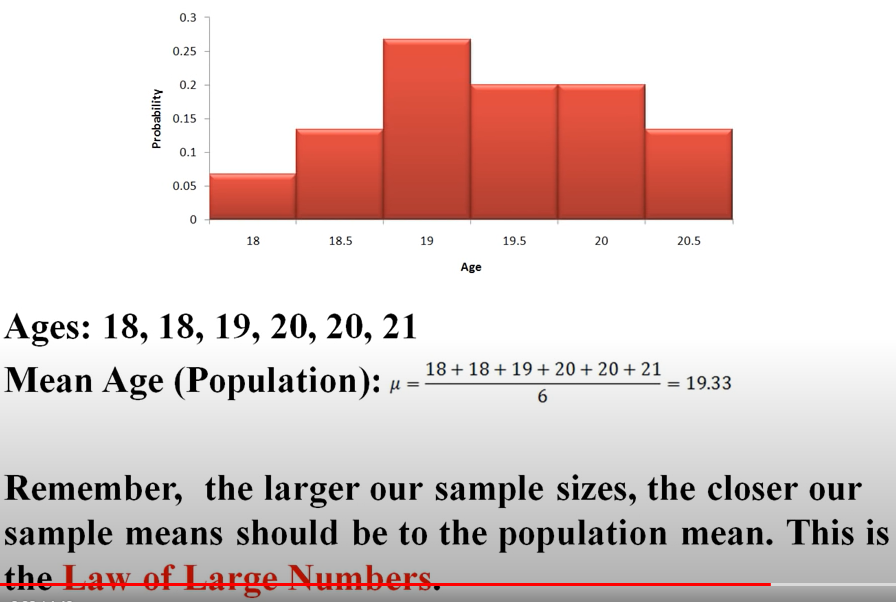 0.3
0.25
0.2
0.15
0.1
0.05
0
Probability
18 18.5 19 19.5 20 20.5
Age
Ages: 18, 18, 19, 20, 20, 21
Mean Age (Population): μ = (18 + 18 + 19 + 20 + 20 + 21) / 6 = 19.33
Remember, the larger our sample sizes, the closer our
sample means should be to the population mean. This is
the Law of Large Numbers.